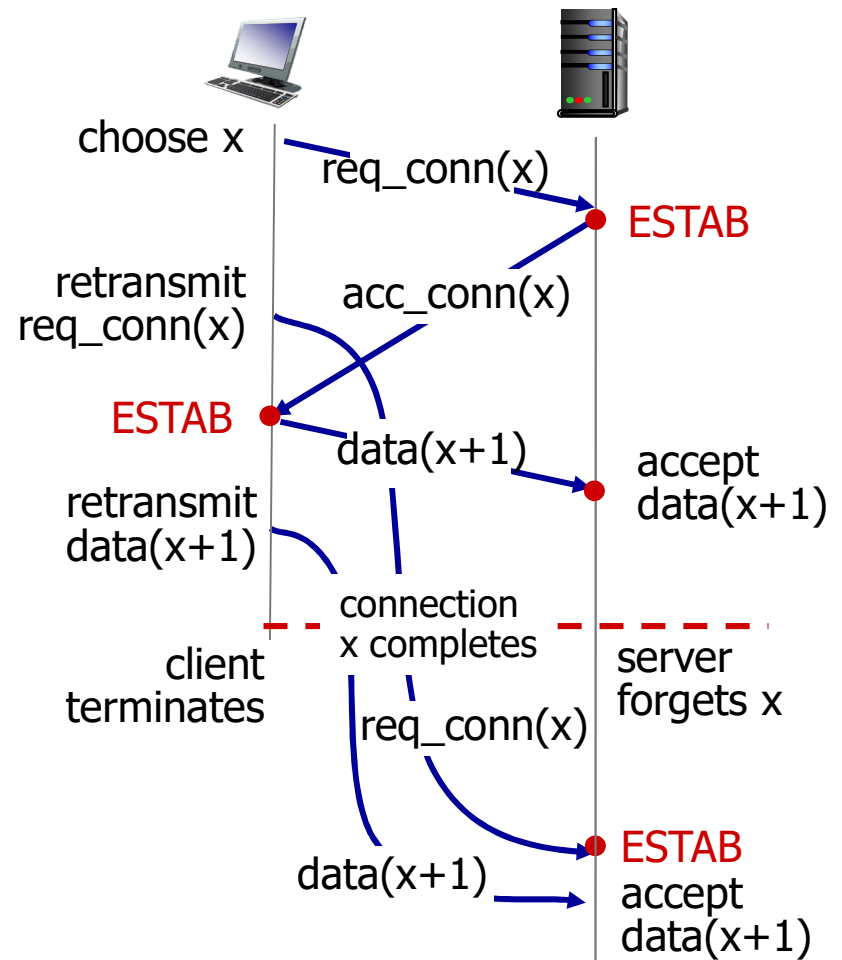 choose x
req_conn(x)
ESTAB
retransmit
req_conn(x)
acc_conn(x)
ESTAB
data(x+1)
accept
data(x+1)
retransmit
data(x+1)
connection
x completes
client
terminates
server
forgets x
req_conn(x)
ESTAB
data(x+1)
accept
data(x+1)